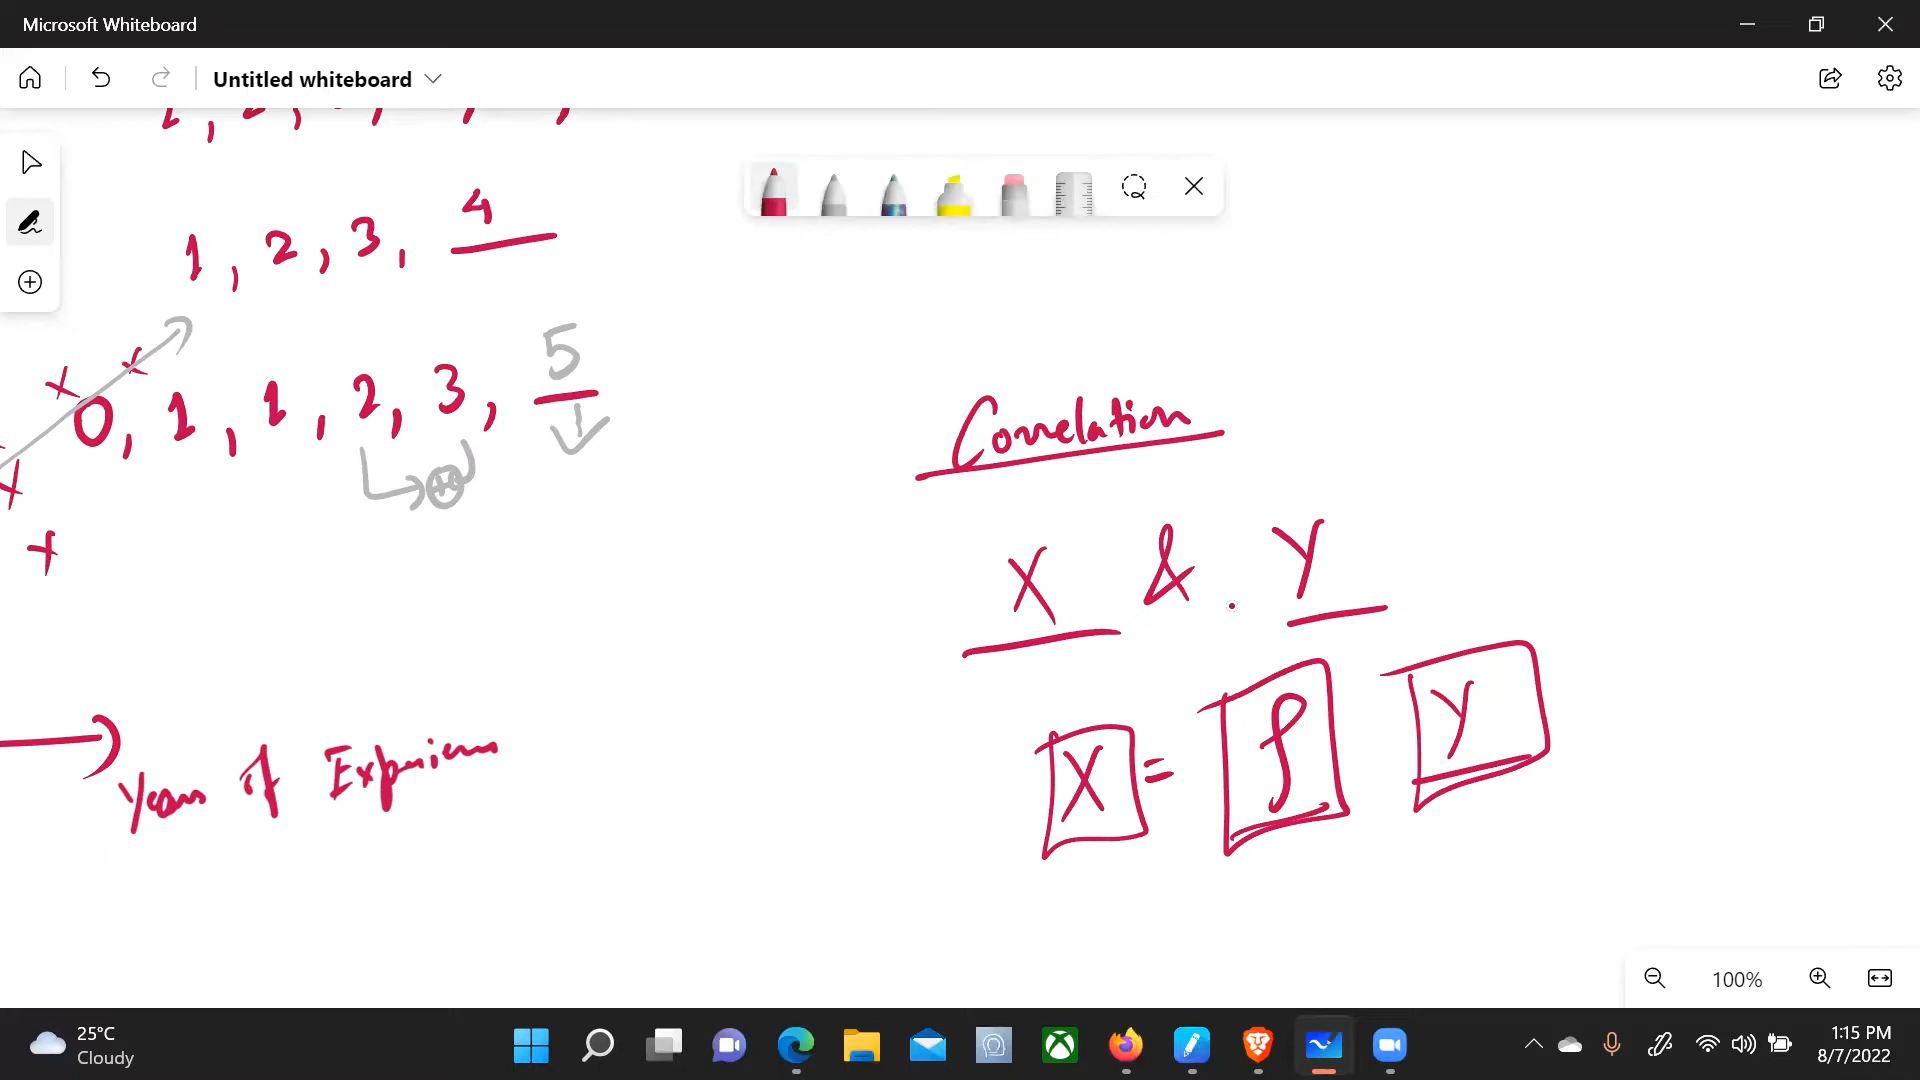 Microsoft Whiteboard
Untitled whiteboard
1, 2, 3, 4
0, 1, 1, 2, 3, 5
Correlation
X & Y
X = f Y
Years of Experience
100%
25°C
Cloudy
1:15 PM
8/7/2022